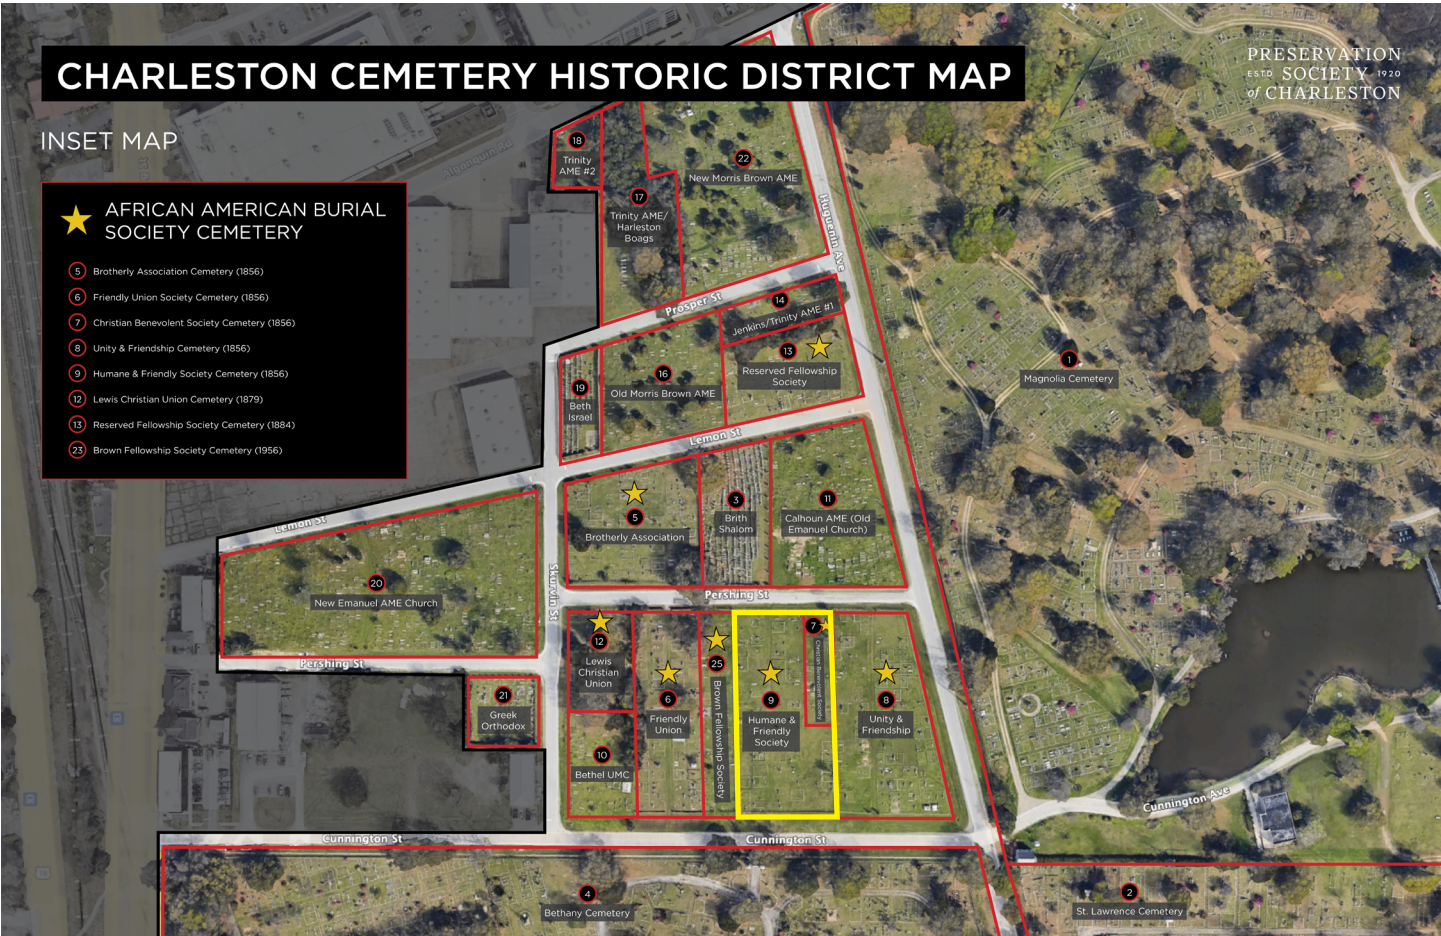 CHARLESTON CEMETERY HISTORIC DISTRICT MAP
PRESERVATION
ESTD SOCIETY 1920
of CHARLESTON
INSET MAP
AFRICAN AMERICAN BURIAL
SOCIETY CEMETERY
5 Brotherly Association Cemetery (1856)
6 Friendly Union Society Cemetery (1856)
7 Christian Benevolent Society Cemetery (1856)
8 Unity & Friendship Cemetery (1856)
9 Humane & Friendly Society Cemetery (1856)
12 Lewis Christian Union Cemetery (1879)
13 Reserved Fellowship Society Cemetery (1884)
23 Brown Fellowship Society Cemetery (1956)
Algonquin Rd
18
Trinity
AME #2
17
Trinity AME/
Harleston
Boags
22
New Morris Brown AME
Huguenin Ave
Prosper St
14
Jenkins/Trinity AME #1
13
Reserved Fellowship
Society
16
Old Morris Brown AME
19
Beth
Israel
1
Magnolia Cemetery
Lemon St
Lemon St
5
Brotherly Association
3
Brith
Shalom
11
Calhoun AME (Old
Emanuel Church)
20
New Emanuel AME Church
Skurvin St
Pershing St
Pershing St
21
Greek
Orthodox
12
Lewis
Christian
Union
10
Bethel UMC
6
Friendly
Union
25
Brown Fellowship Society
9
Humane &
Friendly
Society
7
Christian Benevolent Society
8
Unity &
Friendship
Cunnington Ave
Cunnington St
Cunnington St
4
Bethany Cemetery
2
St. Lawrence Cemetery